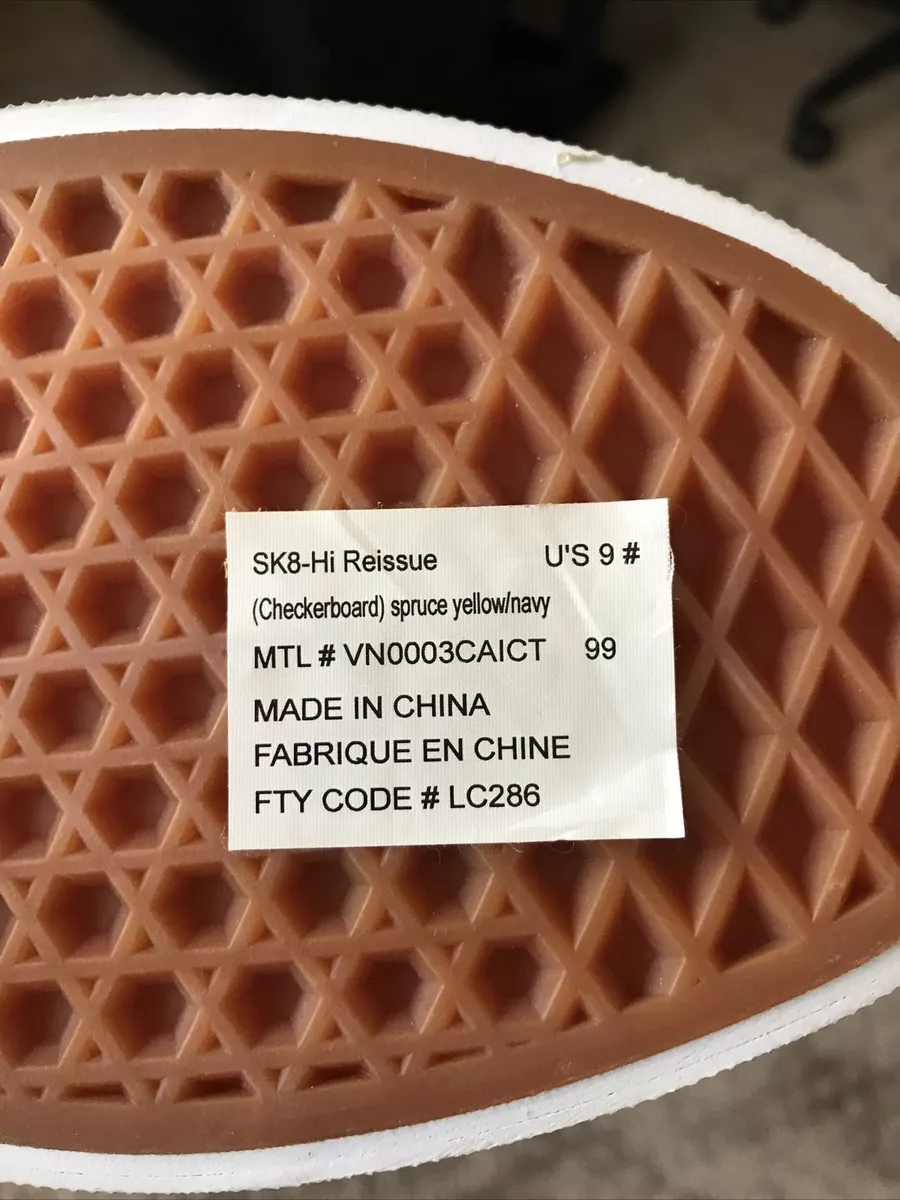 SK8-Hi Reissue U'S 9 #
(Checkerboard) spruce yellow/navy
MTL # VN0003CAICT 99
MADE IN CHINA
FABRIQUE EN CHINE
FTY CODE # LC286